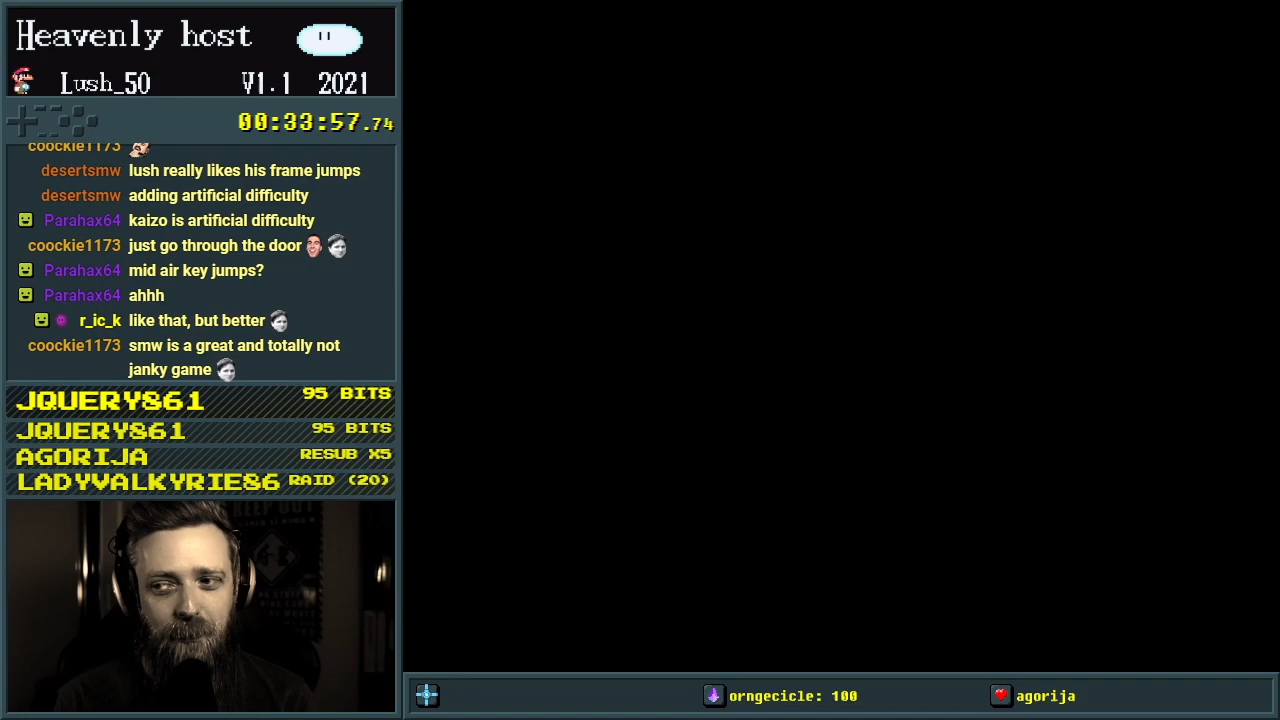 Heavenly host
Lush_50 V1.1 2021
00:33:57.74
coockie1173
desertsmw lush really likes his frame jumps
desertsmw adding artificial difficulty
Parahax64 kaizo is artificial difficulty
coockie1173 just go through the door
Parahax64 mid air key jumps?
Parahax64 ahhh
r_ic_k like that, but better
coockie1173 smw is a great and totally not
janky game
JQUERY861 95 BITS
JQUERY861 95 BITS
AGORIJA RESUB X5
LADYVALKYRIE86 RAID (20)
KEEP OUT
orngecicle: 100 agorija